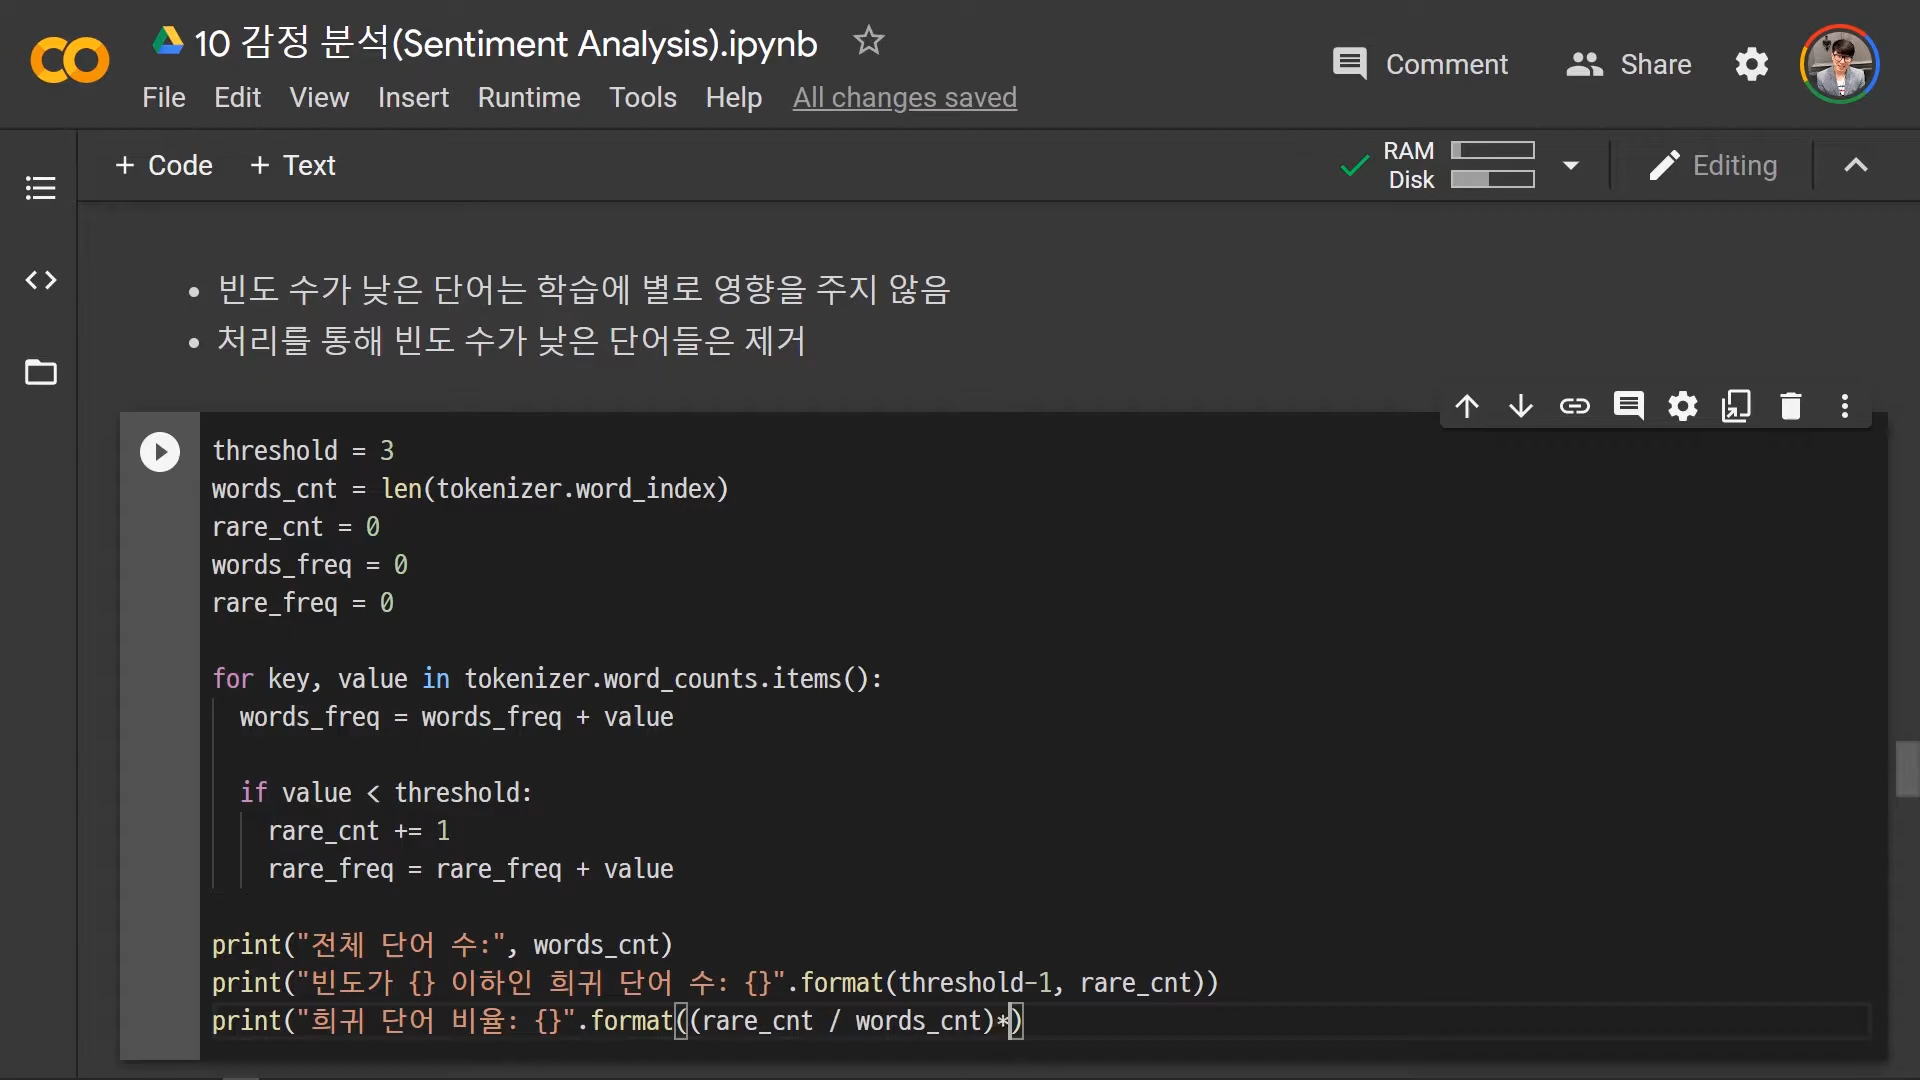 10 감정 분석(Sentiment Analysis).ipynb
File Edit View Insert Runtime Tools Help All changes saved
Comment Share
+ Code + Text
RAM
Disk
Editing
• 빈도 수가 낮은 단어는 학습에 별로 영향을 주지 않음
• 처리를 통해 빈도 수가 낮은 단어들은 제거
threshold = 3
words_cnt = len(tokenizer.word_index)
rare_cnt = 0
words_freq = 0
rare_freq = 0
for key, value in tokenizer.word_counts.items():
words_freq = words_freq + value
if value < threshold:
rare_cnt += 1
rare_freq = rare_freq + value
print("전체 단어 수:", words_cnt)
print("빈도가 {} 이하인 희귀 단어 수: {}".format(threshold-1, rare_cnt))
print("희귀 단어 비율: {}".format((rare_cnt / words_cnt)*)